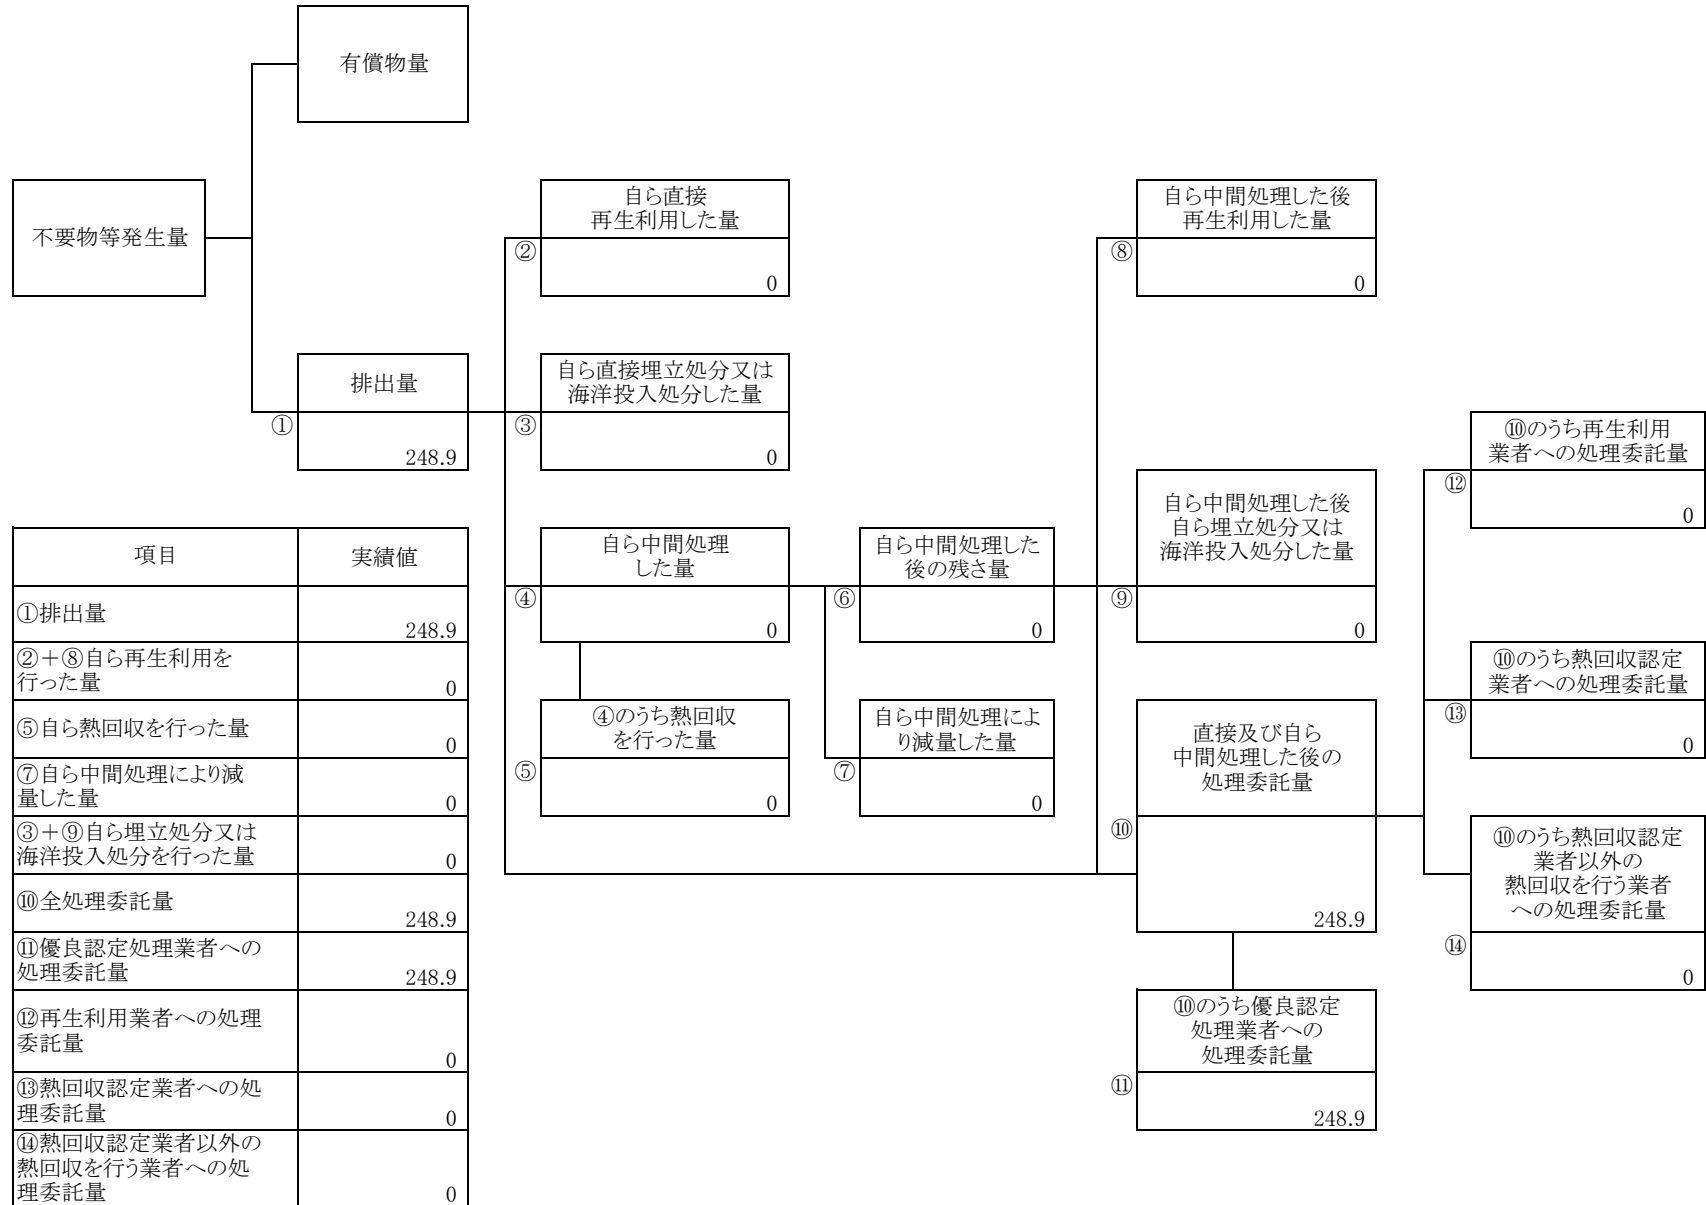 有償物量
不要物等発生量
自ら直接
再生利用した量
②
0
自ら中間処理した後
再生利用した量
⑧
0
排出量
①
248.9
自ら直接埋立処分又は
海洋投入処分した量
③
0
⑩のうち再生利用
業者への処理委託量
⑫
0
自ら中間処理した後
自ら埋立処分又は
海洋投入処分した量
⑨
0
自ら中間処理
した量
④
0
自ら中間処理した
後の残さ量
⑥
0
⑩のうち熱回収認定
業者への処理委託量
⑬
0
④のうち熱回収
を行った量
⑤
0
自ら中間処理によ
り減量した量
⑦
0
直接及び自ら
中間処理した後の
処理委託量
⑩
248.9
⑩のうち熱回収認定
業者以外の
熱回収を行う業者
への処理委託量
⑭
0
⑩のうち優良認定
処理業者への
処理委託量
⑪
248.9
項目 実績値
①排出量
248.9
②＋⑧自ら再生利用を
行った量 0
⑤自ら熱回収を行った量
0
⑦自ら中間処理により減
量した量 0
③＋⑨自ら埋立処分又は
海洋投入処分を行った量 0
⑩全処理委託量
248.9
⑪優良認定処理業者への
処理委託量 248.9
⑫再生利用業者への処理
委託量 0
⑬熱回収認定業者への処
理委託量 0
⑭熱回収認定業者以外の
熱回収を行う業者への処
理委託量 0